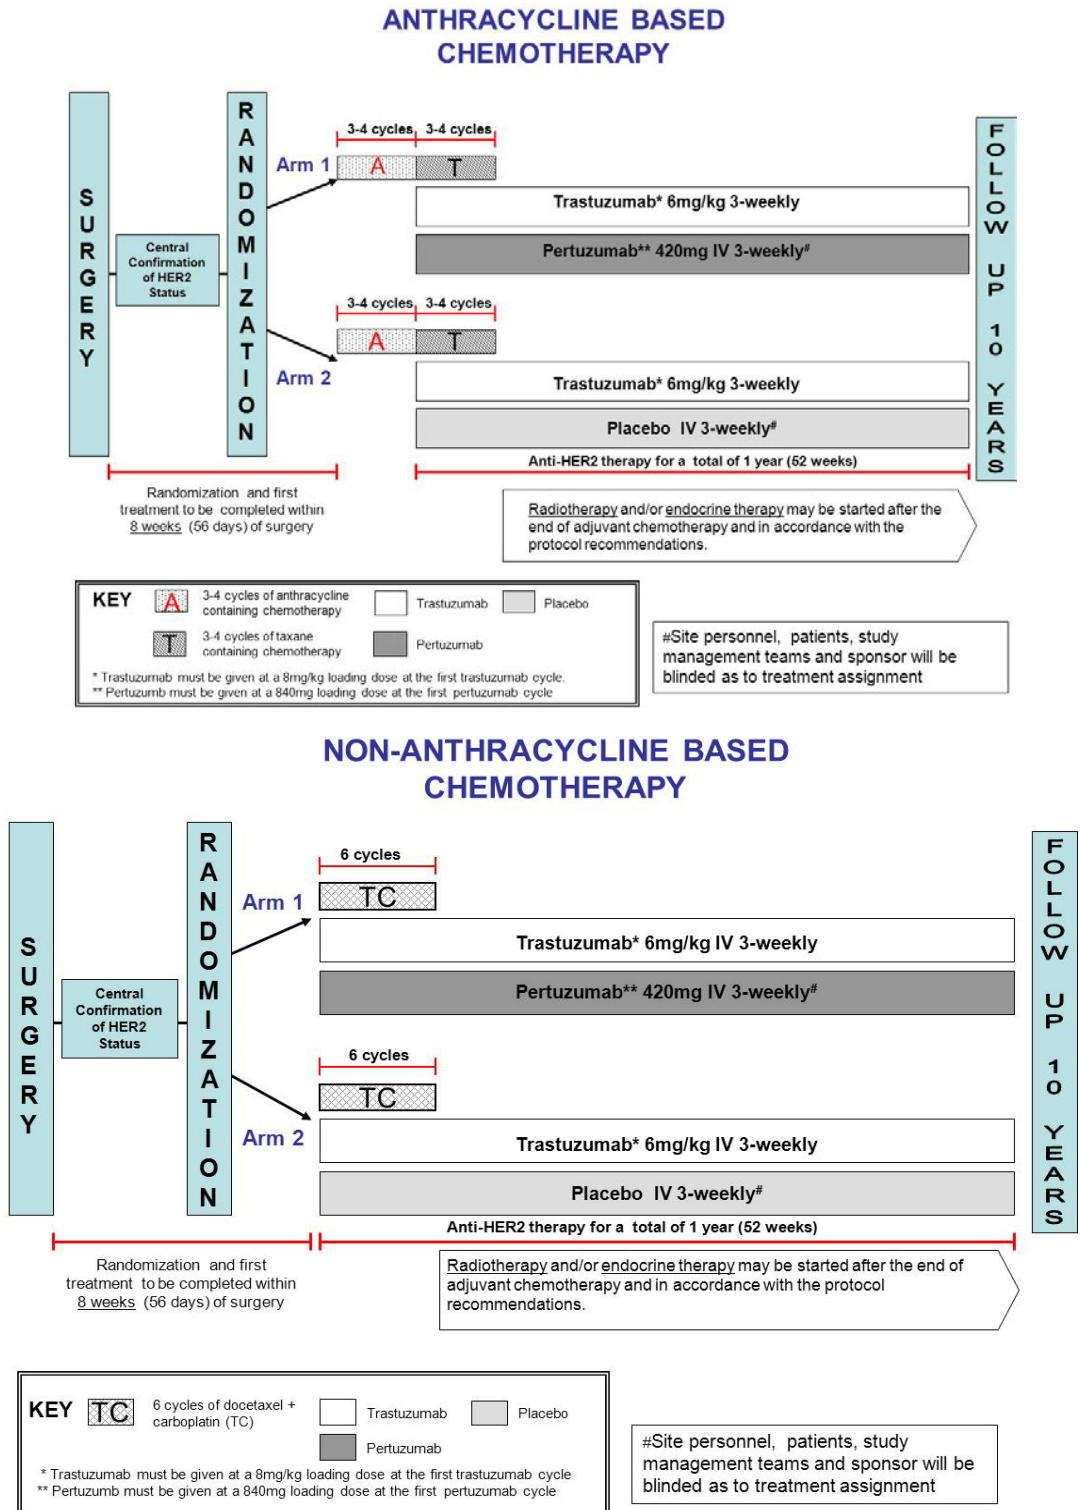 ANTHRACYCLINE BASED
CHEMOTHERAPY
SURGERY
Central
Confirmation
of HER2
Status
RANDOMIZATION
Arm 1
3-4 cycles 3-4 cycles
A T
Trastuzumab* 6mg/kg 3-weekly
Pertuzumab** 420mg IV 3-weekly#
Arm 2
3-4 cycles 3-4 cycles
A T
Trastuzumab* 6mg/kg 3-weekly
Placebo IV 3-weekly#
Anti-HER2 therapy for a total of 1 year (52 weeks)
FOLLOW UP 10 YEARS
Randomization and first
treatment to be completed within
8 weeks (56 days) of surgery
Radiotherapy and/or endocrine therapy may be started after the
end of adjuvant chemotherapy and in accordance with the
protocol recommendations.
KEY
A 3-4 cycles of anthracycline
containing chemotherapy
Trastuzumab
Placebo
T 3-4 cycles of taxane
containing chemotherapy
Pertuzumab
* Trastuzumab must be given at a 8mg/kg loading dose at the first trastuzumab cycle.
** Pertuzumb must be given at a 840mg loading dose at the first pertuzumab cycle
#Site personnel, patients, study
management teams and sponsor will be
blinded as to treatment assignment
NON-ANTHRACYCLINE BASED
CHEMOTHERAPY
SURGERY
Central
Confirmation
of HER2
Status
RANDOMIZATION
Arm 1
6 cycles
TC
Trastuzumab* 6mg/kg IV 3-weekly
Pertuzumab** 420mg IV 3-weekly#
Arm 2
6 cycles
TC
Trastuzumab* 6mg/kg IV 3-weekly
Placebo IV 3-weekly#
Anti-HER2 therapy for a total of 1 year (52 weeks)
FOLLOW UP 10 YEARS
Randomization and first
treatment to be completed within
8 weeks (56 days) of surgery
Radiotherapy and/or endocrine therapy may be started after the end of
adjuvant chemotherapy and in accordance with the protocol
recommendations.
KEY
TC 6 cycles of docetaxel +
carboplatin (TC)
Trastuzumab
Placebo
Pertuzumab
* Trastuzumab must be given at a 8mg/kg loading dose at the first trastuzumab cycle
** Pertuzumb must be given at a 840mg loading dose at the first pertuzumab cycle
#Site personnel, patients, study
management teams and sponsor will be
blinded as to treatment assignment